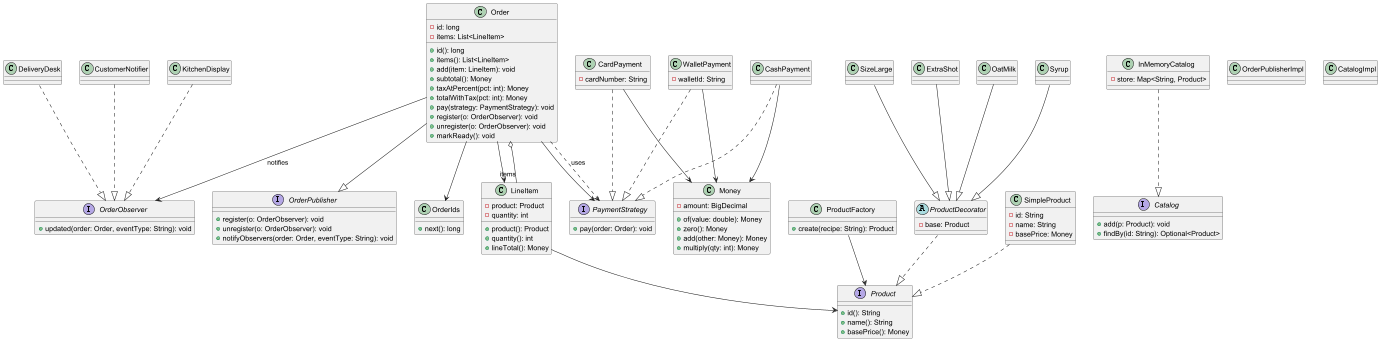 Order
id: long
items: List<LineItem>
id(): long
items(): List<LineItem>
add(item: LineItem): void
subtotal(): Money
taxAtPercent(pct: int): Money
totalWithTax(pct: int): Money
pay(strategy: PaymentStrategy): void
register(o: OrderObserver): void
unregister(o: OrderObserver): void
markReady(): void
DeliveryDesk
CustomerNotifier
KitchenDisplay
CardPayment
cardNumber: String
WalletPayment
walletId: String
CashPayment
SizeLarge
ExtraShot
OatMilk
Syrup
InMemoryCatalog
store: Map<String, Product>
OrderPublisherImpl
CatalogImpl
notifies
items
uses
OrderObserver
updated(order: Order, eventType: String): void
OrderPublisher
register(o: OrderObserver): void
unregister(o: OrderObserver): void
notifyObservers(order: Order, eventType: String): void
OrderIds
next(): long
LineItem
product: Product
quantity: int
product(): Product
quantity(): int
lineTotal(): Money
PaymentStrategy
pay(order: Order): void
Money
amount: BigDecimal
of(value: double): Money
zero(): Money
add(other: Money): Money
multiply(qty: int): Money
ProductFactory
create(recipe: String): Product
ProductDecorator
base: Product
SimpleProduct
id: String
name: String
basePrice: Money
Catalog
add(p: Product): void
findBy(id: String): Optional<Product>
Product
id(): String
name(): String
basePrice(): Money